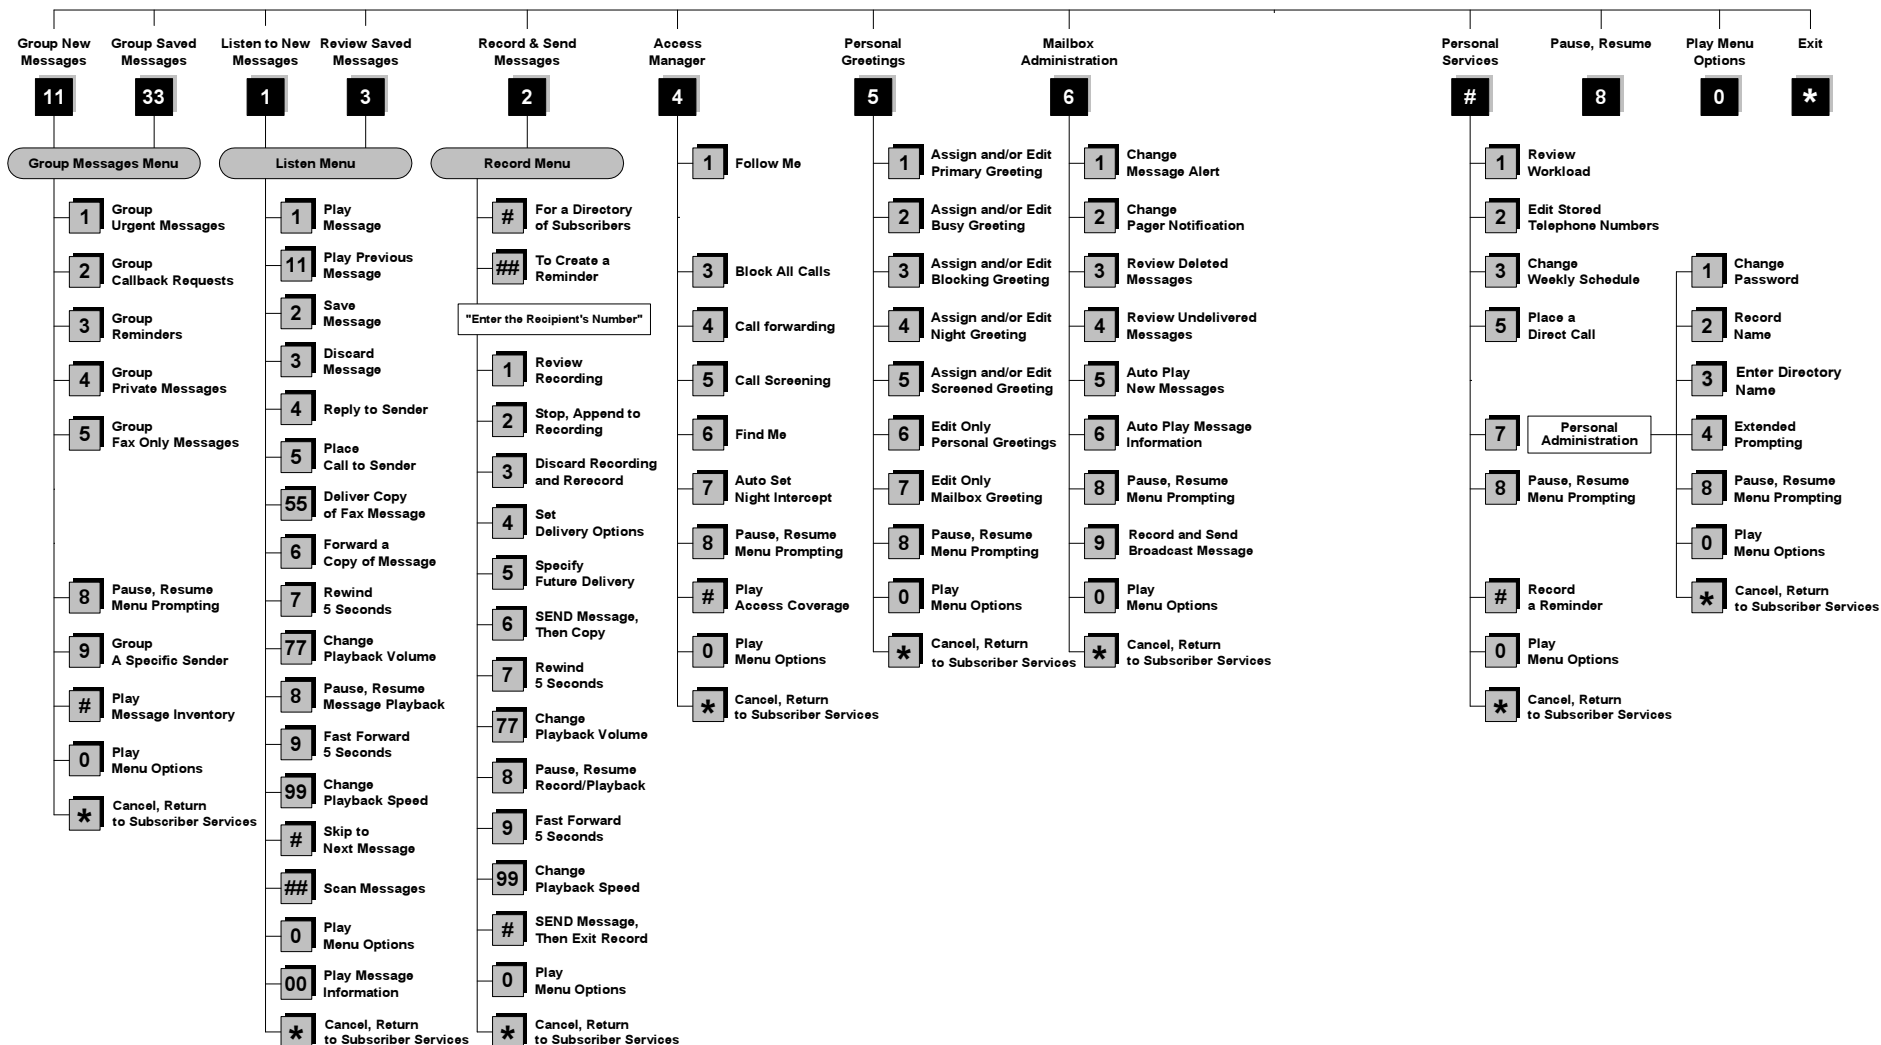 Group New
Messages
11
Group Saved
Messages
33
Listen to New
Messages
1
Review Saved
Messages
3
Record & Send
Messages
2
Access
Manager
4
Personal
Greetings
5
Mailbox
Administration
6
Personal
Services
#
Pause, Resume
8
Play Menu
Options
0
Exit
*
Group Messages Menu
1
Group
Urgent Messages
2
Group
Callback Requests
3
Group
Reminders
4
Group
Private Messages
5
Group
Fax Only Messages
8
Pause, Resume
Menu Prompting
9
Group
A Specific Sender
#
Play
Message Inventory
0
Play
Menu Options
*
Cancel, Return
to Subscriber Services
Listen Menu
1
Play
Message
11
Play Previous
Message
2
Save
Message
3
Discard
Message
4
Reply to Sender
5
Place
Call to Sender
55
Deliver Copy
of Fax Message
6
Forward a
Copy of Message
7
Rewind
5 Seconds
77
Change
Playback Volume
8
Pause, Resume
Message Playback
9
Fast Forward
5 Seconds
99
Change
Playback Speed
#
Skip to
Next Message
##
Scan Messages
0
Play
Menu Options
00
Play Message
Information
*
Cancel, Return
to Subscriber Services
Record Menu
#
For a Directory
of Subscribers
##
To Create a
Reminder
"Enter the Recipient's Number"
1
Review
Recording
2
Stop, Append to
Recording
3
Discard Recording
and Rerecord
4
Set
Delivery Options
5
Specify
Future Delivery
6
SEND Message,
Then Copy
7
Rewind
5 Seconds
77
Change
Playback Volume
8
Pause, Resume
Record/Playback
9
Fast Forward
5 Seconds
99
Change
Playback Speed
#
SEND Message,
Then Exit Record
0
Play
Menu Options
*
Cancel, Return
to Subscriber Services
1
Follow Me
3
Block All Calls
4
Call forwarding
5
Call Screening
6
Find Me
7
Auto Set
Night Intercept
8
Pause, Resume
Menu Prompting
#
Play
Access Coverage
0
Play
Menu Options
*
Cancel, Return
to Subscriber Services
1
Assign and/or Edit
Primary Greeting
2
Assign and/or Edit
Busy Greeting
3
Assign and/or Edit
Blocking Greeting
4
Assign and/or Edit
Night Greeting
5
Assign and/or Edit
Screened Greeting
6
Edit Only
Personal Greetings
7
Edit Only
Mailbox Greeting
8
Pause, Resume
Menu Prompting
0
Play
Menu Options
*
Cancel, Return
to Subscriber Services
1
Change
Message Alert
2
Change
Pager Notification
3
Review Deleted
Messages
4
Review Undelivered
Messages
5
Auto Play
New Messages
6
Auto Play Message
Information
8
Pause, Resume
Menu Prompting
9
Record and Send
Broadcast Message
0
Play
Menu Options
*
Cancel, Return
to Subscriber Services
1
Review
Workload
2
Edit Stored
Telephone Numbers
3
Change
Weekly Schedule
5
Place a
Direct Call
7
Personal
Administration
8
Pause, Resume
Menu Prompting
#
Record
a Reminder
0
Play
Menu Options
*
Cancel, Return
to Subscriber Services
1
Change
Password
2
Record
Name
3
Enter Directory
Name
4
Extended
Prompting
8
Pause, Resume
Menu Prompting
0
Play
Menu Options
*
Cancel, Return
to Subscriber Services